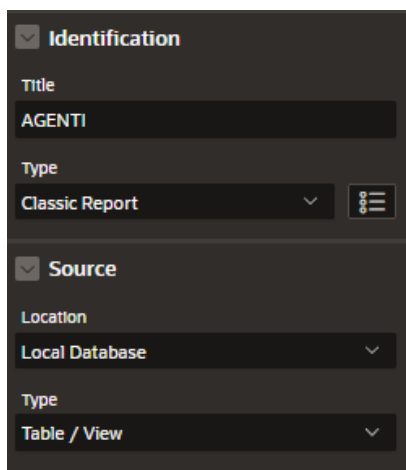 Identification
Title
AGENTI
Type
Classic Report
Source
Location
Local Database
Type
Table / View